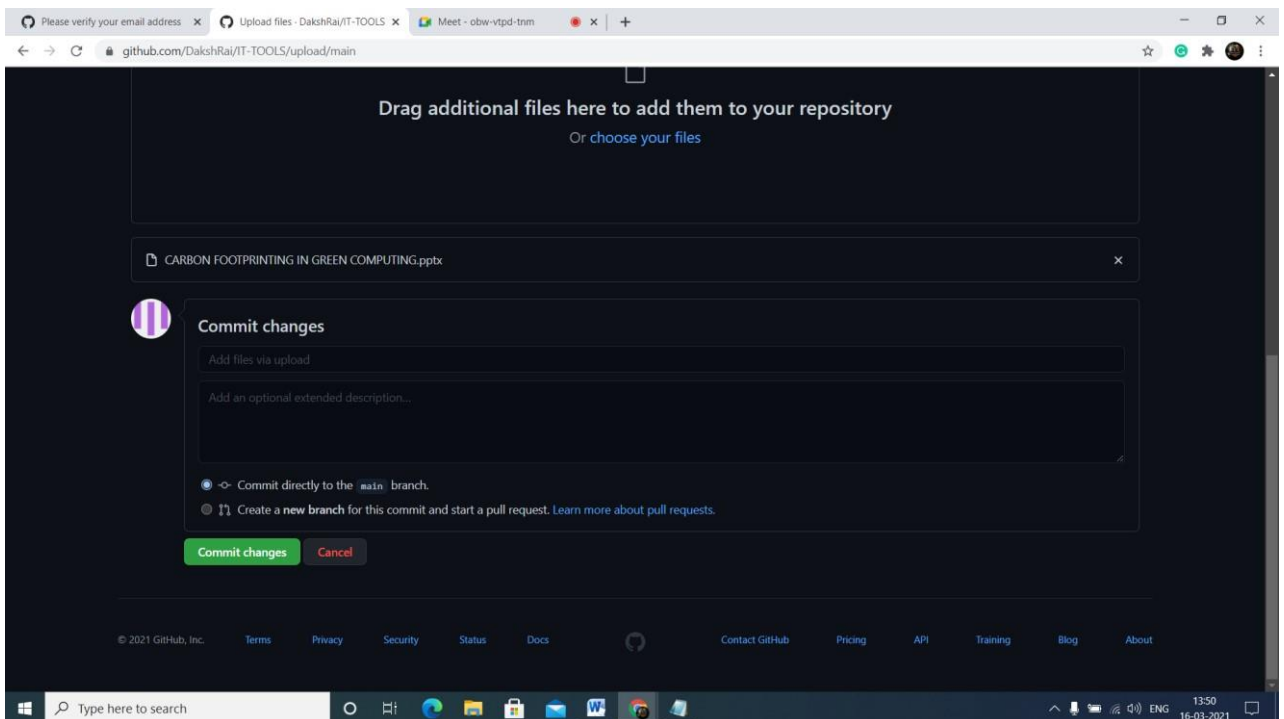 Please verify your email address
Upload files · DakshRai/IT-TOOLS
Meet - obw-vtpd-tnm
github.com/DakshRai/IT-TOOLS/upload/main
Drag additional files here to add them to your repository
Or choose your files
CARBON FOOTPRINTING IN GREEN COMPUTING.pptx
Commit changes
Add files via upload
Add an optional extended description...
Commit directly to the main branch.
Create a new branch for this commit and start a pull request. Learn more about pull requests.
Commit changes Cancel
© 2021 GitHub, Inc. Terms Privacy Security Status Docs Contact GitHub Pricing API Training Blog About
Type here to search
ENG
13:50
16-03-2021